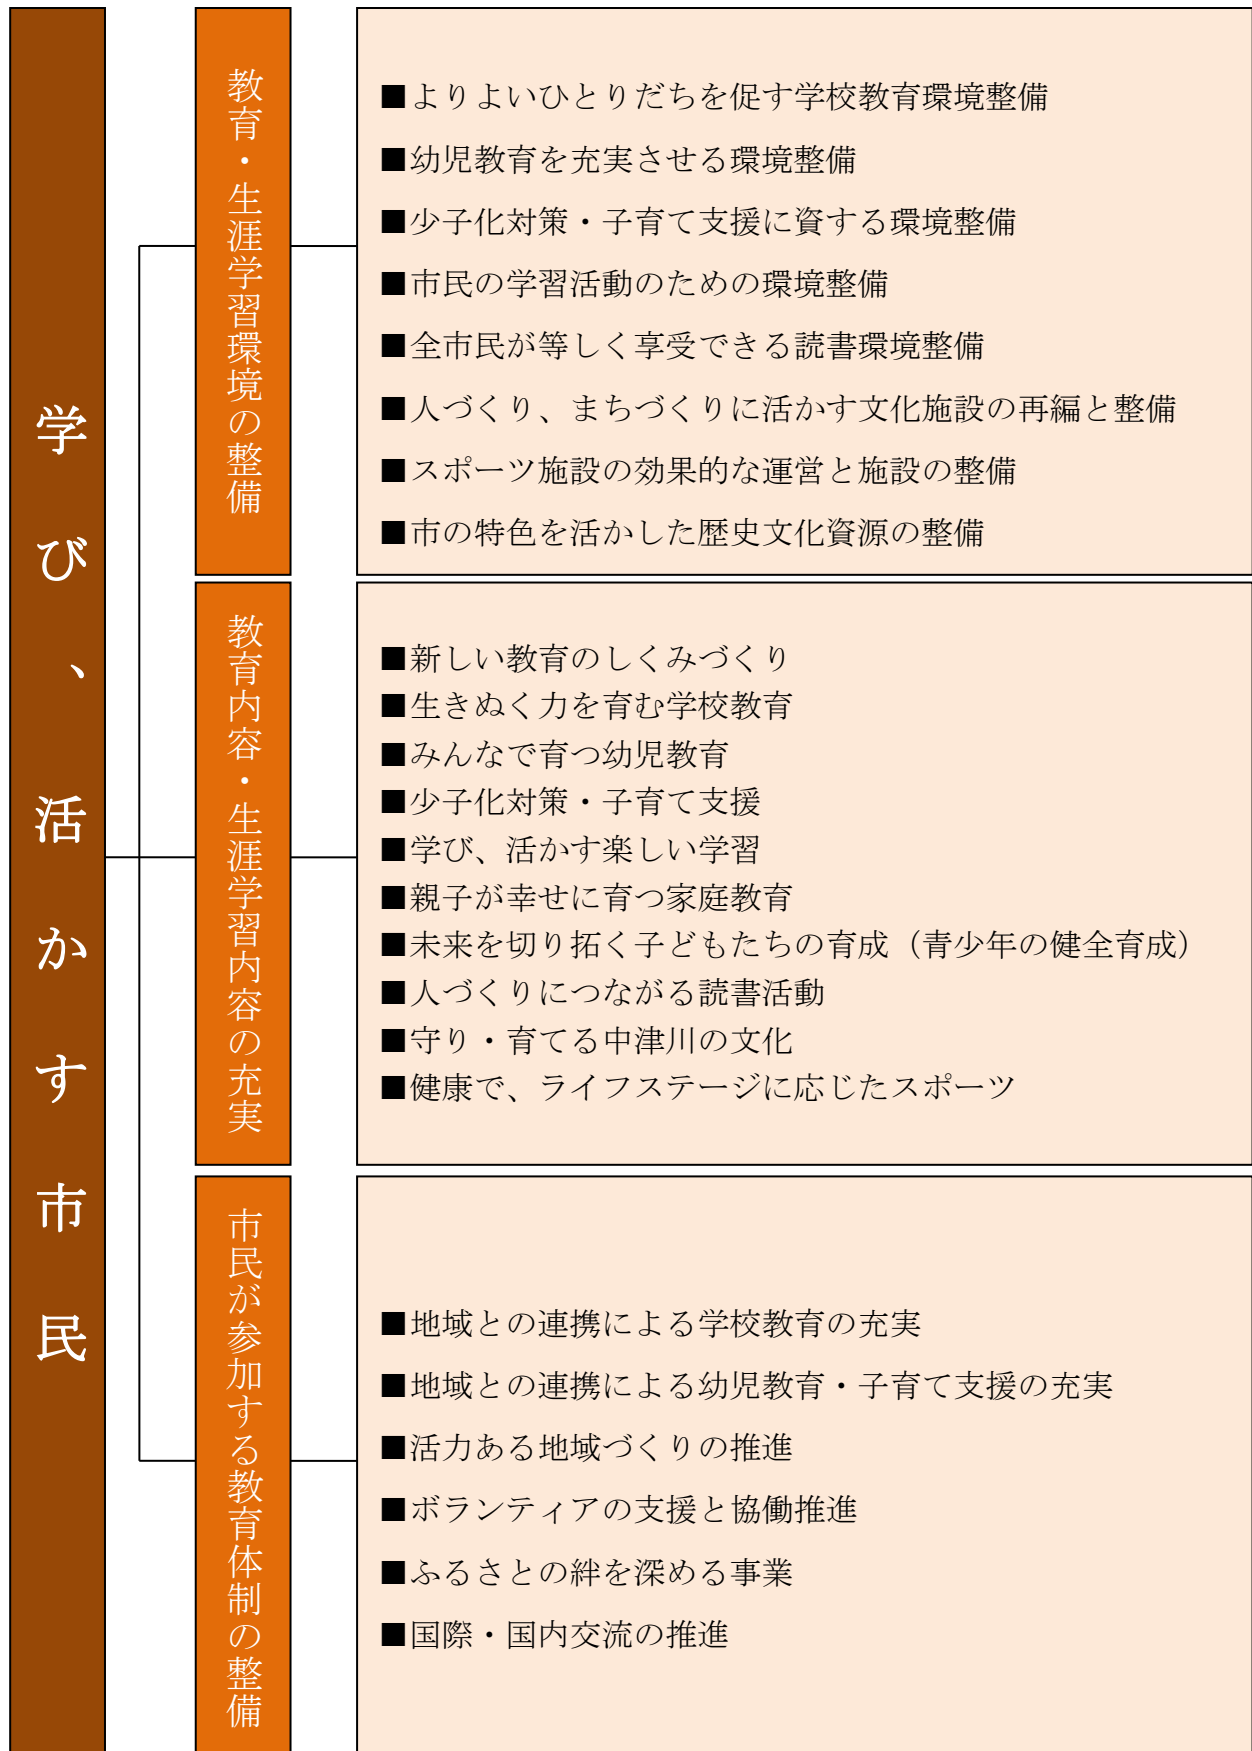 学び、活かす市民
教育・生涯学習環境の整備
■よりよいひとりだちを促す学校教育環境整備
■幼児教育を充実させる環境整備
■少子化対策・子育て支援に資する環境整備
■市民の学習活動のための環境整備
■全市民が等しく享受できる読書環境整備
■人づくり、まちづくりに活かす文化施設の再編と整備
■スポーツ施設の効果的な運営と施設の整備
■市の特色を活かした歴史文化資源の整備
教育内容・生涯学習内容の充実
■新しい教育のしくみづくり
■生きぬく力を育む学校教育
■みんなで育つ幼児教育
■少子化対策・子育て支援
■学び、活かす楽しい学習
■親子が幸せに育つ家庭教育
■未来を切り拓く子どもたちの育成（青少年の健全育成）
■人づくりにつながる読書活動
■守り・育てる中津川の文化
■健康で、ライフステージに応じたスポーツ
市民が参加する教育体制の整備
■地域との連携による学校教育の充実
■地域との連携による幼児教育・子育て支援の充実
■活力ある地域づくりの推進
■ボランティアの支援と協働推進
■ふるさとの絆を深める事業
■国際・国内交流の推進